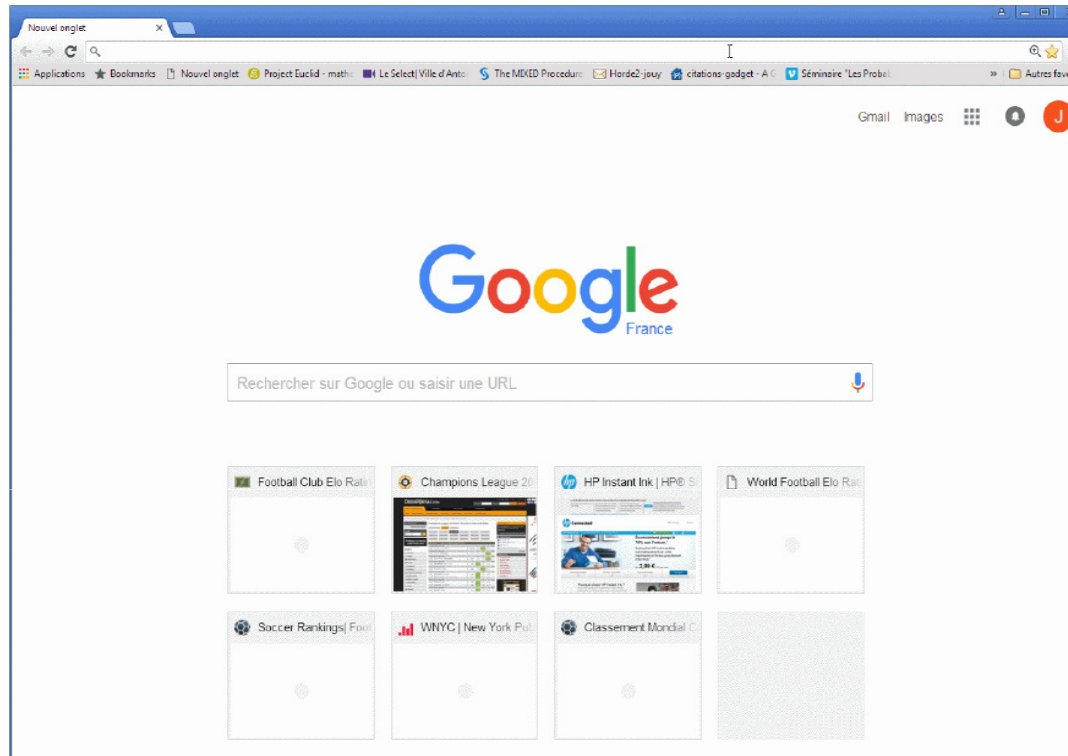 Nouvel onglet
Applications Bookmarks Nouvel onglet Project Euclid - mathe Le Select| Ville d'Anto The MIXED Procedure Horde2-jouy citations-gadget - A C Séminaire "Les Probab » Autres favo
Gmail Images J
Google
France
Rechercher sur Google ou saisir une URL
Football Club Elo Ratin Champions League 20 HP Instant Ink | HP® S World Football Elo Rat
Soccer Rankings| Foot WNYC | New York Pub Classement Mondial C